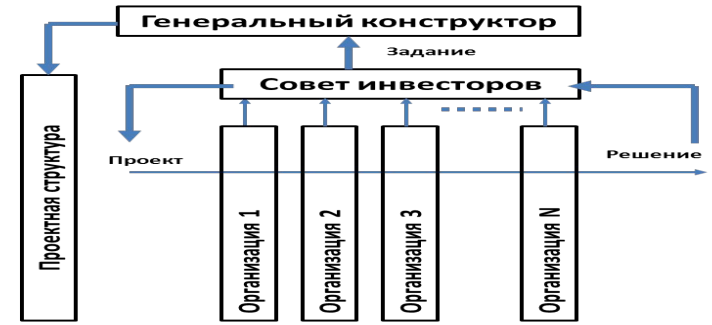 Генеральный конструктор
Задание
Совет инвесторов
Проектная структура
Проект
Решение
Организация 1
Организация 2
Организация 3
Организация N